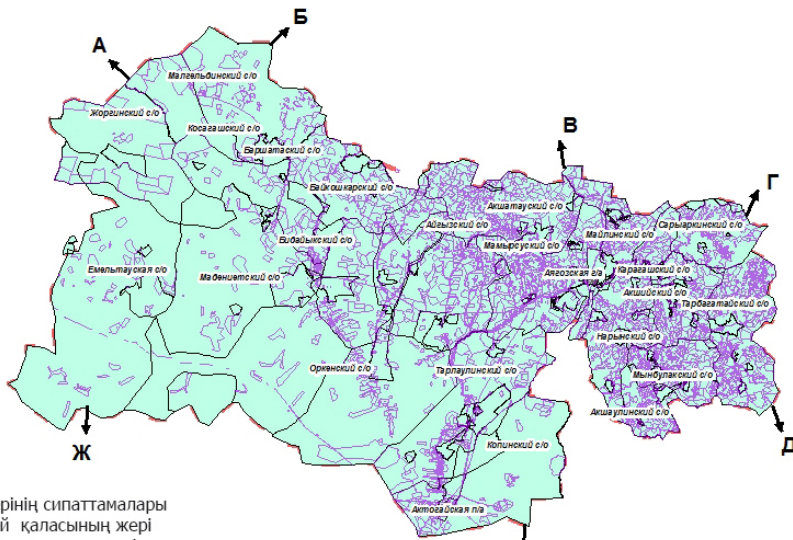 Б
А
Малгельдинский с/о
Жоргинский с/о
Косагашский с/о
В
Баршатаский с/о
Байкошкарский с/о
Г
Акшатауский с/о
Айгызский с/о
Сарыаркинский с/о
Майлинский с/о
Бидайыкский с/о
Мамырсуский с/о
Емельтауская с/о
Мадениетский с/о
Аягозская г/а
Карагашский с/о
Акшийский с/о
Тарбагатайский с/о
Нарынский с/о
Оркенский с/о
Тарлаулинский с/о
Мынбулакский с/о
Акшаулинский с/о
Ж
Копинский с/о
Д
Актогайская п/а
рінің сипаттамалары
й қаласының жері